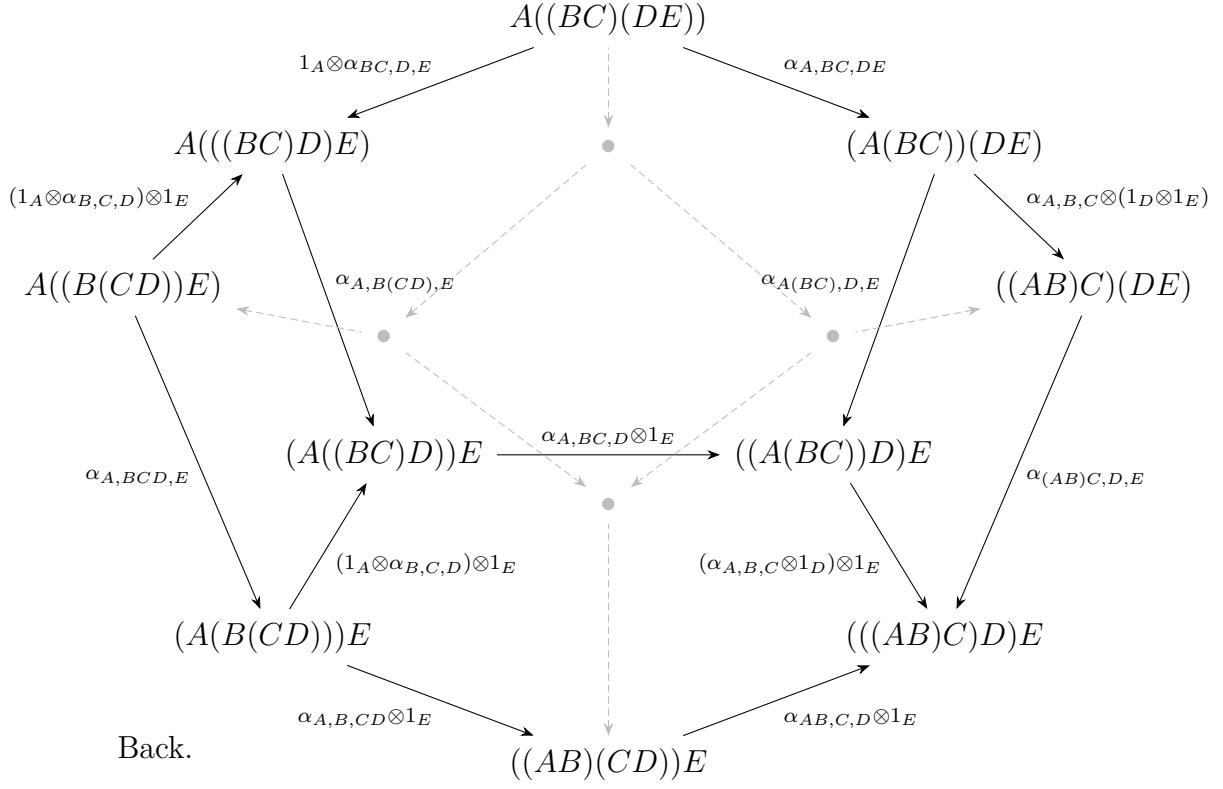 A((BC)(DE))
1_A⊗α_{BC,D,E}
α_{A,BC,DE}
A(((BC)D)E)
(A(BC))(DE)
(1_A⊗α_{B,C,D})⊗1_E
α_{A,B,C}⊗(1_D⊗1_E)
A((B(CD))E)
α_{A,B(CD),E}
α_{A(BC),D,E}
((AB)C)(DE)
α_{A,BCD,E}
(A((BC)D))E
α_{A,BC,D}⊗1_E
((A(BC))D)E
α_{(AB)C,D,E}
(1_A⊗α_{B,C,D})⊗1_E
(α_{A,B,C}⊗1_D)⊗1_E
(A(B(CD)))E
(((AB)C)D)E
α_{A,B,CD}⊗1_E
α_{AB,C,D}⊗1_E
Back.
((AB)(CD))E